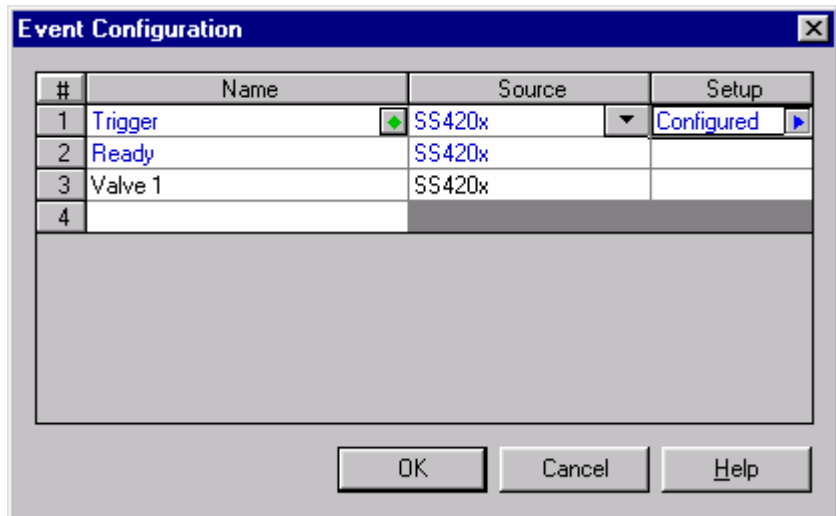 Event Configuration
# Name Source Setup
1 Trigger SS420x Configured
2 Ready SS420x
3 Valve 1 SS420x
4
OK Cancel Help